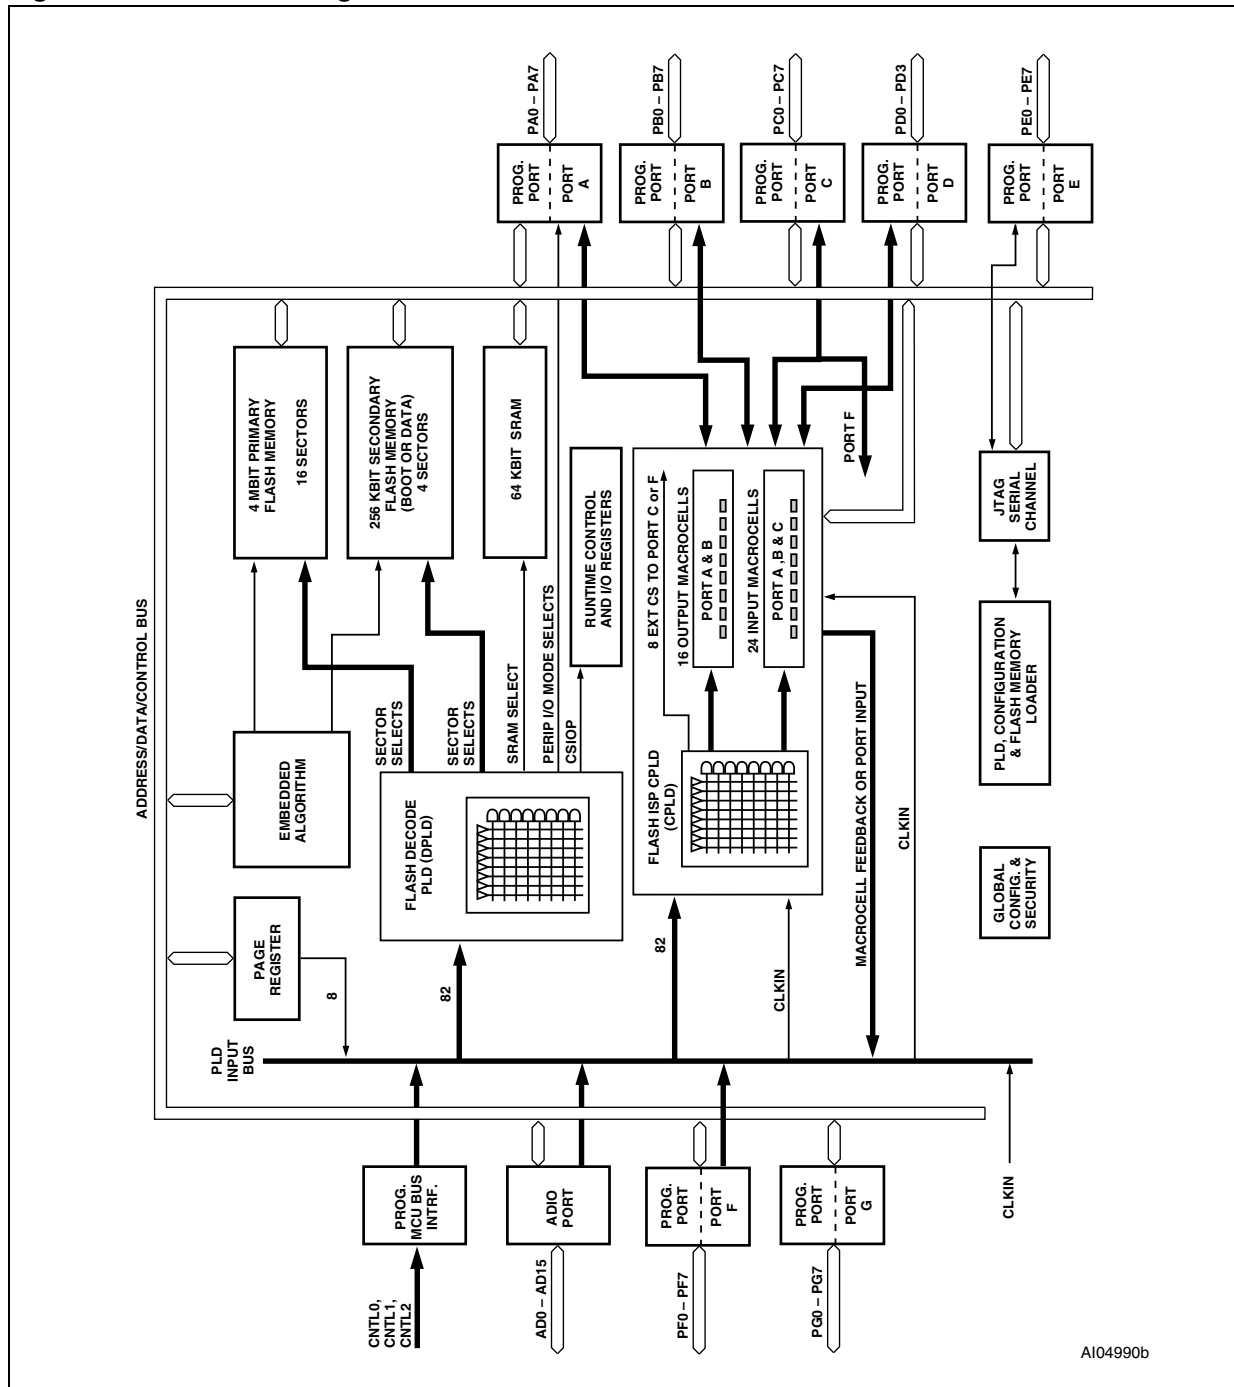 PA0 – PA7
PB0 – PB7
PC0 – PC7
PD0 – PD3
PE0 – PE7
PROG.
PORT
PORT
A
PROG.
PORT
PORT
B
PROG.
PORT
PORT
C
PROG.
PORT
PORT
D
PROG.
PORT
PORT
E
ADDRESS/DATA/CONTROL BUS
4 MBIT PRIMARY
FLASH MEMORY
16 SECTORS
256 KBIT SECONDARY
FLASH MEMORY
(BOOT OR DATA)
4 SECTORS
64 KBIT SRAM
RUNTIME CONTROL
AND I/O REGISTERS
SECTOR
SELECTS
SECTOR
SELECTS
SRAM SELECT
PERIP I/O MODE SELECTS
CSIOP
EMBEDDED
ALGORITHM
FLASH DECODE
PLD (DPLD)
PAGE
REGISTER
8
82
8 EXT CS TO PORT C or F
16 OUTPUT MACROCELLS
PORT A & B
24 INPUT MACROCELLS
PORT A ,B & C
FLASH ISP CPLD
(CPLD)
PORT F
82
CLKIN
MACROCELL FEEDBACK OR PORT INPUT
CLKIN
JTAG
SERIAL
CHANNEL
PLD, CONFIGURATION
& FLASH MEMORY
LOADER
GLOBAL
CONFIG. &
SECURITY
PLD
INPUT
BUS
PROG.
MCU BUS
INTRF.
ADIO
PORT
PROG.
PORT
PORT
F
PROG.
PORT
PORT
G
CLKIN
CNTL0,
CNTL1,
CNTL2
AD0 – AD15
PF0 – PF7
PG0 – PG7
AI04990b